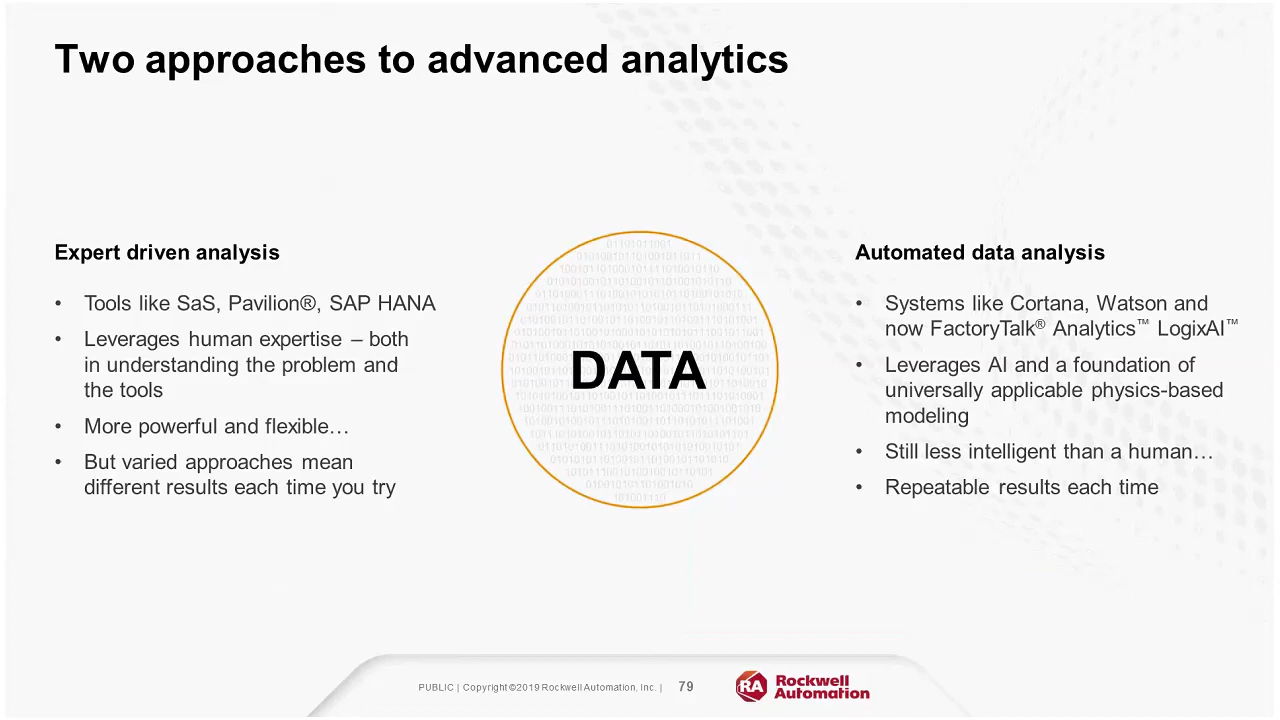 Two approaches to advanced analytics
Expert driven analysis
• Tools like SaS, Pavilion®, SAP HANA
• Leverages human expertise – both
in understanding the problem and
the tools
• More powerful and flexible…
• But varied approaches mean
different results each time you try
DATA
Automated data analysis
• Systems like Cortana, Watson and
now FactoryTalk® Analytics™ LogixAI™
• Leverages AI and a foundation of
universally applicable physics-based
modeling
• Still less intelligent than a human…
• Repeatable results each time
PUBLIC | Copyright©2019 Rockwell Automation, Inc. | 79
RA
Rockwell
Automation